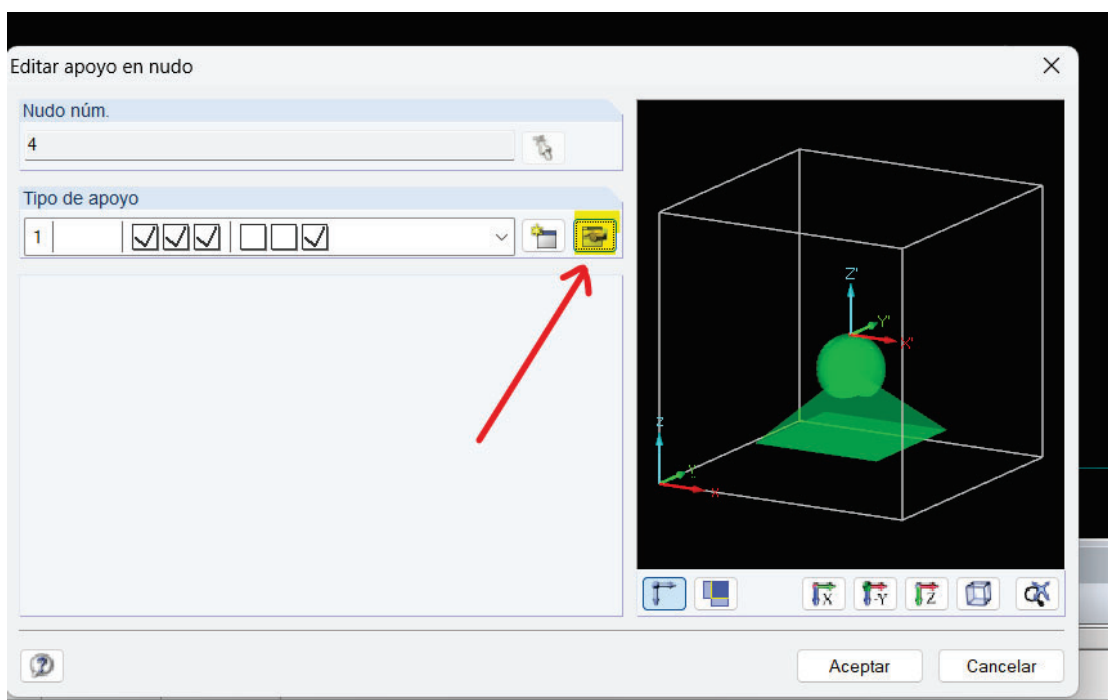 Editar apoyo en nudo
Nudo núm.
4
Tipo de apoyo
1
Z'
Y'
X'
Z
Y
X
X
-Y
Z
Aceptar
Cancelar